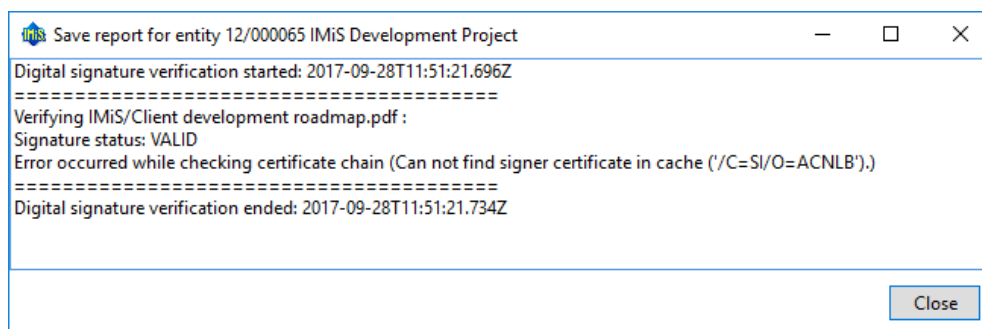 Save report for entity 12/000065 IMiS Development Project
Digital signature verification started: 2017-09-28T11:51:21.696Z
========================================
Verifying IMiS/Client development roadmap.pdf :
Signature status: VALID
Error occurred while checking certificate chain (Can not find signer certificate in cache ('/C=SI/O=ACNLB').)
========================================
Digital signature verification ended: 2017-09-28T11:51:21.734Z
Close